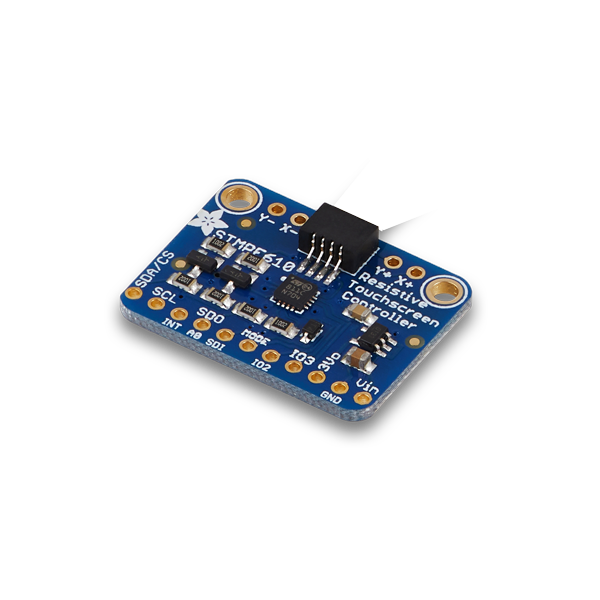 Y- X-
STMPE610
Y+ X+
Resistive
Touchscreen
Controller
SDA/CS
SCL
INT
A0
SDO
SDI
MODE
IO2
IO3
3Vo
GND
Vin